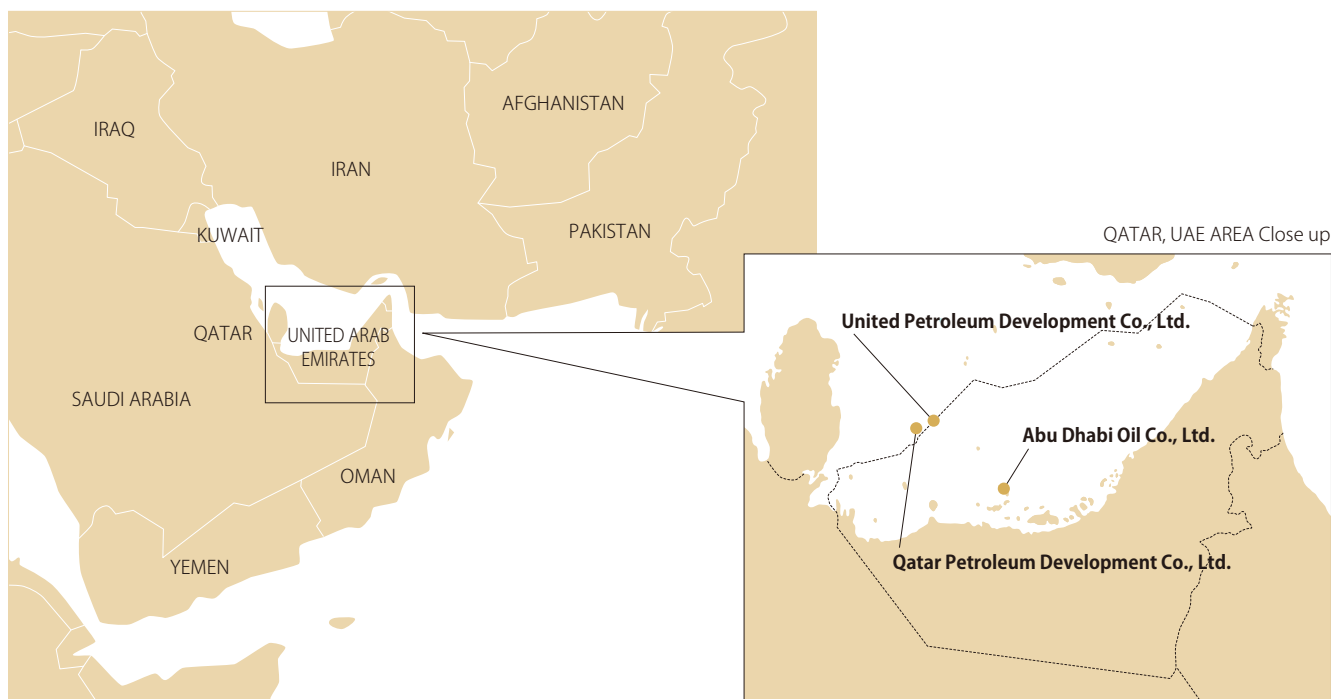 AFGHANISTAN
IRAQ
IRAN
PAKISTAN
KUWAIT
QATAR
UNITED ARAB
EMIRATES
SAUDI ARABIA
OMAN
YEMEN
QATAR, UAE AREA Close up
United Petroleum Development Co., Ltd.
Abu Dhabi Oil Co., Ltd.
Qatar Petroleum Development Co., Ltd.